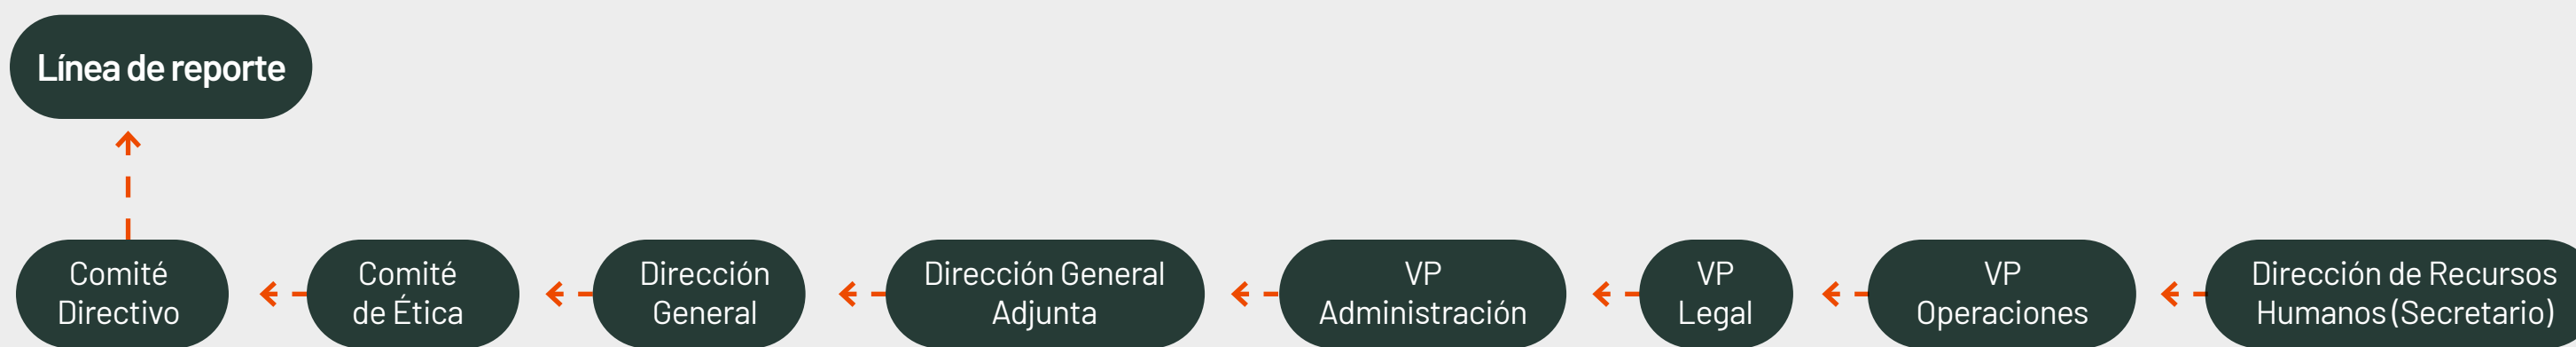 Línea de reporte
Comité
Directivo
Comité
de Ética
Dirección
General
Dirección General
Adjunta
VP
Administración
VP
Legal
VP
Operaciones
Dirección de Recursos
Humanos (Secretario)